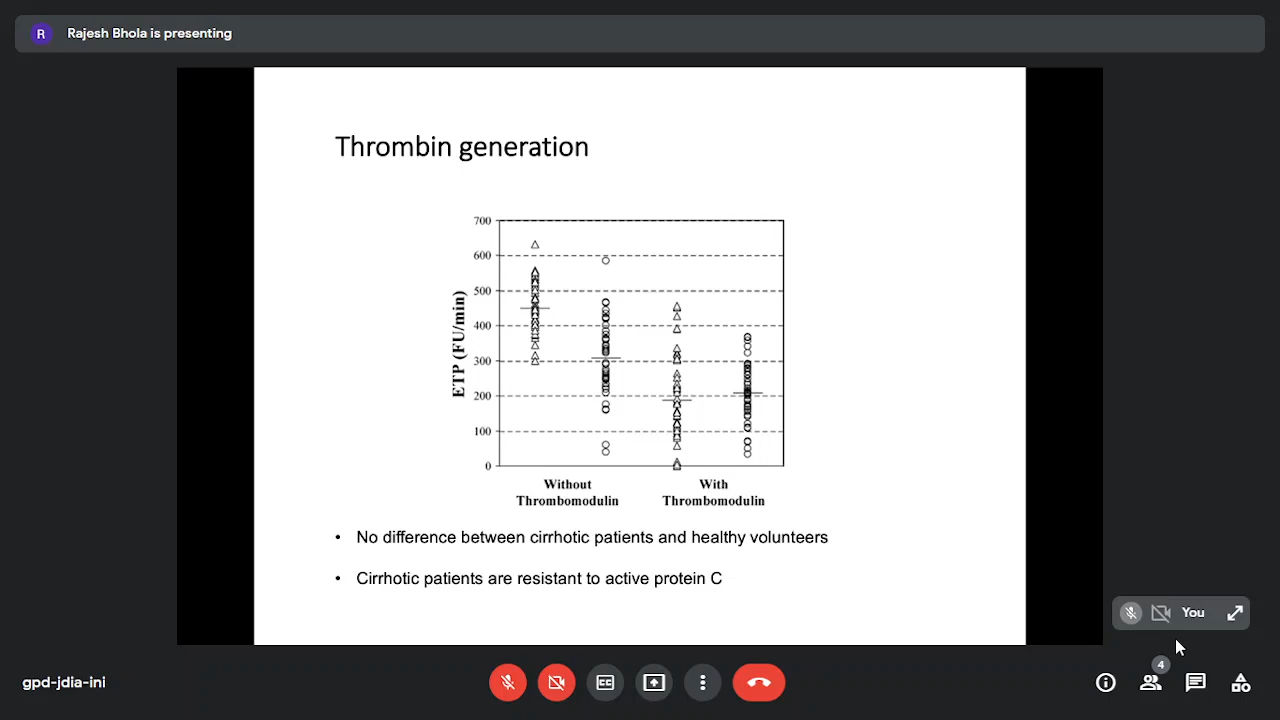 R Rajesh Bhola is presenting
Thrombin generation
700
600
500
400
300
200
100
0
ETP (FU/min)
Without Thrombomodulin
With Thrombomodulin
• No difference between cirrhotic patients and healthy volunteers
• Cirrhotic patients are resistant to active protein C
You
gpd-jdia-ini
CC
4